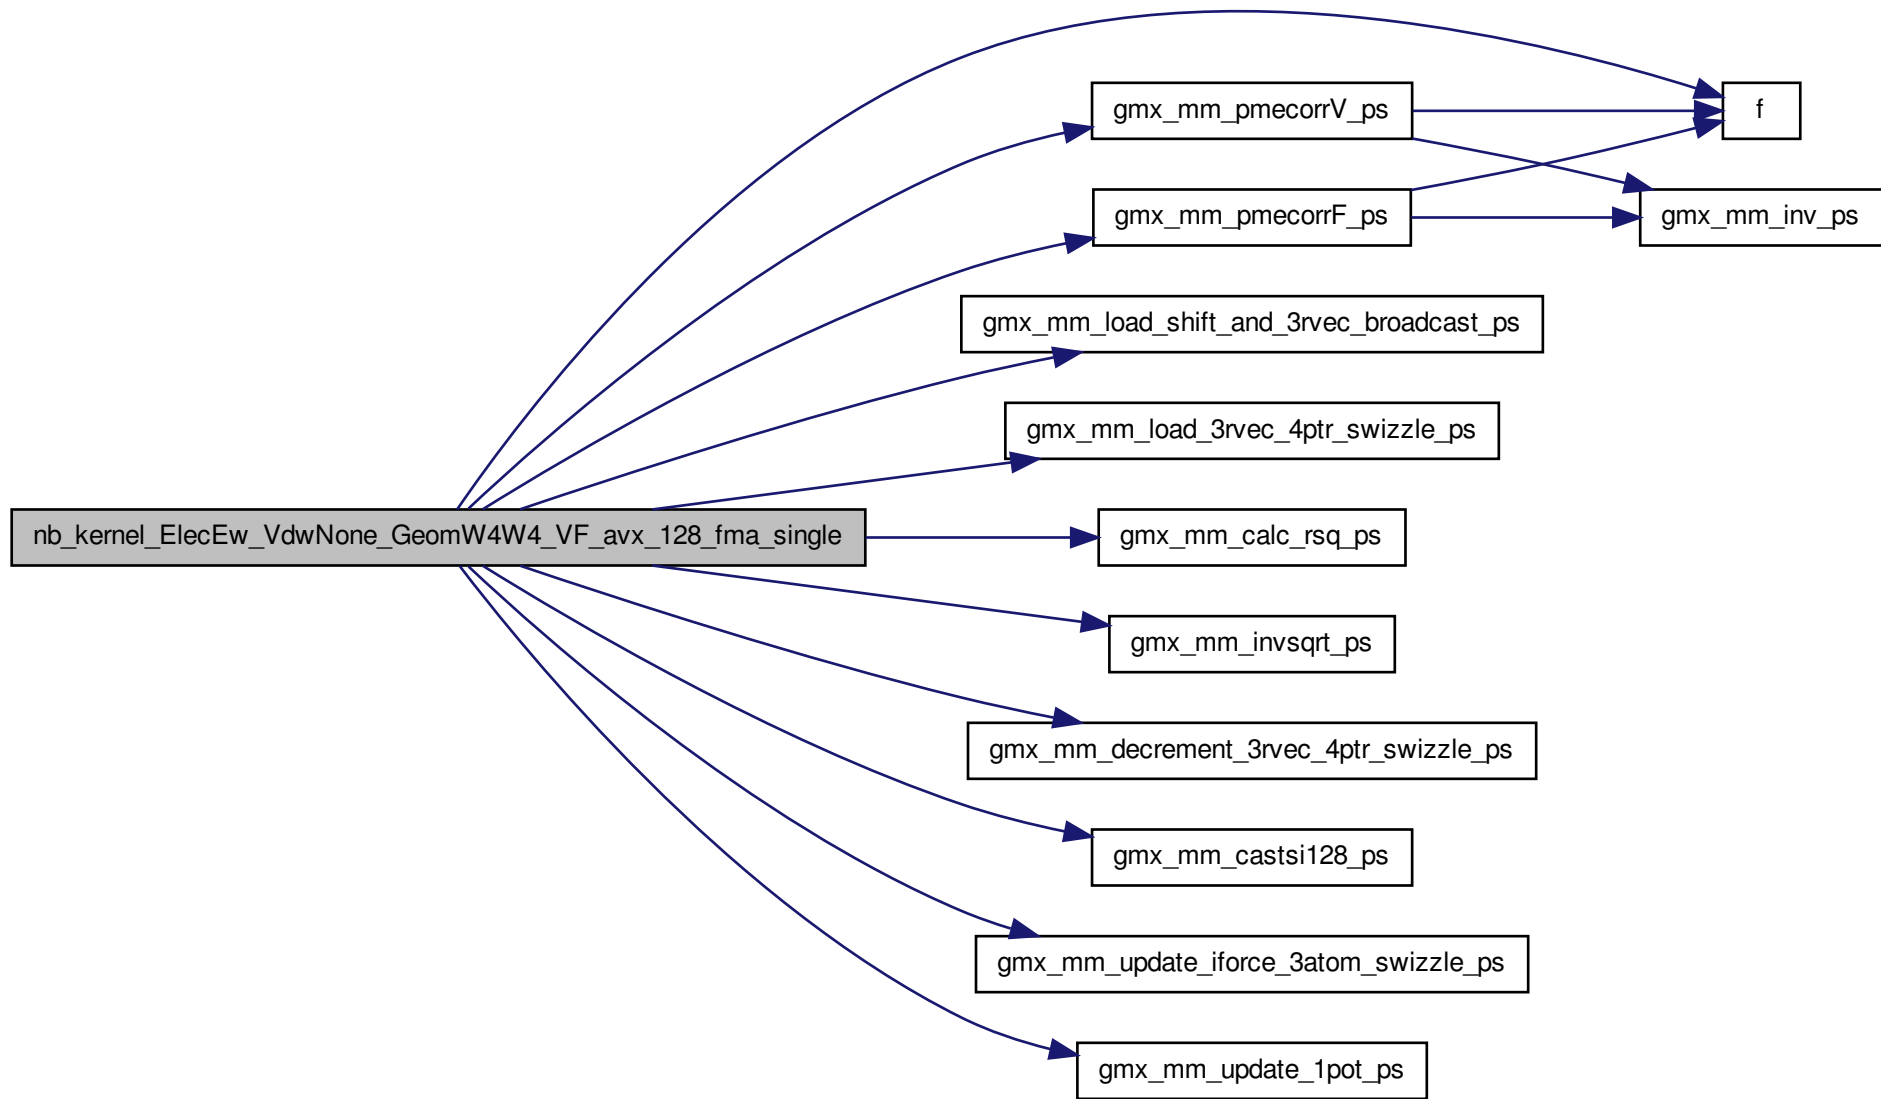 nb_kernel_ElecEw_VdwNone_GeomW4W4_VF_avx_128_fma_single
gmx_mm_pmecorrV_ps
f
gmx_mm_pmecorrF_ps
gmx_mm_inv_ps
gmx_mm_load_shift_and_3rvec_broadcast_ps
gmx_mm_load_3rvec_4ptr_swizzle_ps
gmx_mm_calc_rsq_ps
gmx_mm_invsqrt_ps
gmx_mm_decrement_3rvec_4ptr_swizzle_ps
gmx_mm_castsi128_ps
gmx_mm_update_iforce_3atom_swizzle_ps
gmx_mm_update_1pot_ps